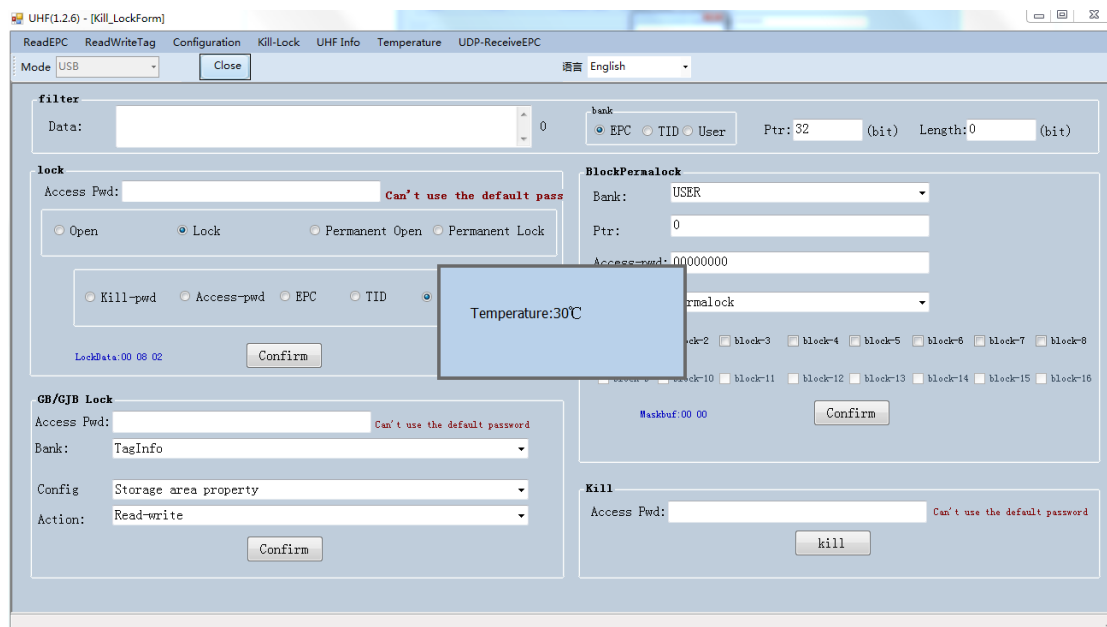 UHF(1.2.6) - [Kill_LockForm]
ReadEPC ReadWriteTag Configuration Kill-Lock UHF Info Temperature UDP-ReceiveEPC
Mode USB Close 语言 English
filter
Data: 0
bank
EPC TID User Ptr: 32 (bit) Length: 0 (bit)
lock
Access Pwd: Can't use the default pass
Open Lock Permanent Open Permanent Lock
Kill-pwd Access-pwd EPC TID
LockData:00 08 02 Confirm
BlockPermalock
Bank: USER
Ptr: 0
Access-pwd: 00000000
Temperature:30℃
block-3 block-4 block-5 block-6 block-7 block-8
block-11 block-12 block-13 block-14 block-15 block-16
Maskbuf:00 00 Confirm
GB/GJB Lock
Access Pwd: Can't use the default password
Bank: TagInfo
Config Storage area property
Action: Read-write
Confirm
Kill
Access Pwd: Can't use the default password
kill